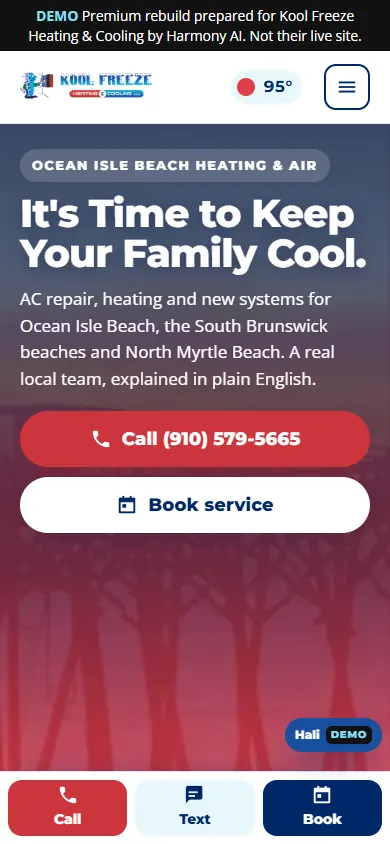 DEMO Premium rebuild prepared for Kool Freeze
Heating & Cooling by Harmony AI. Not their live site.
KOOL FREEZE
HEATING & COOLING LLC
95°
OCEAN ISLE BEACH HEATING & AIR
It's Time to Keep
Your Family Cool.
AC repair, heating and new systems for
Ocean Isle Beach, the South Brunswick
beaches and North Myrtle Beach. A real
local team, explained in plain English.
Call (910) 579-5665
Book service
Hali DEMO
Call
Text
Book